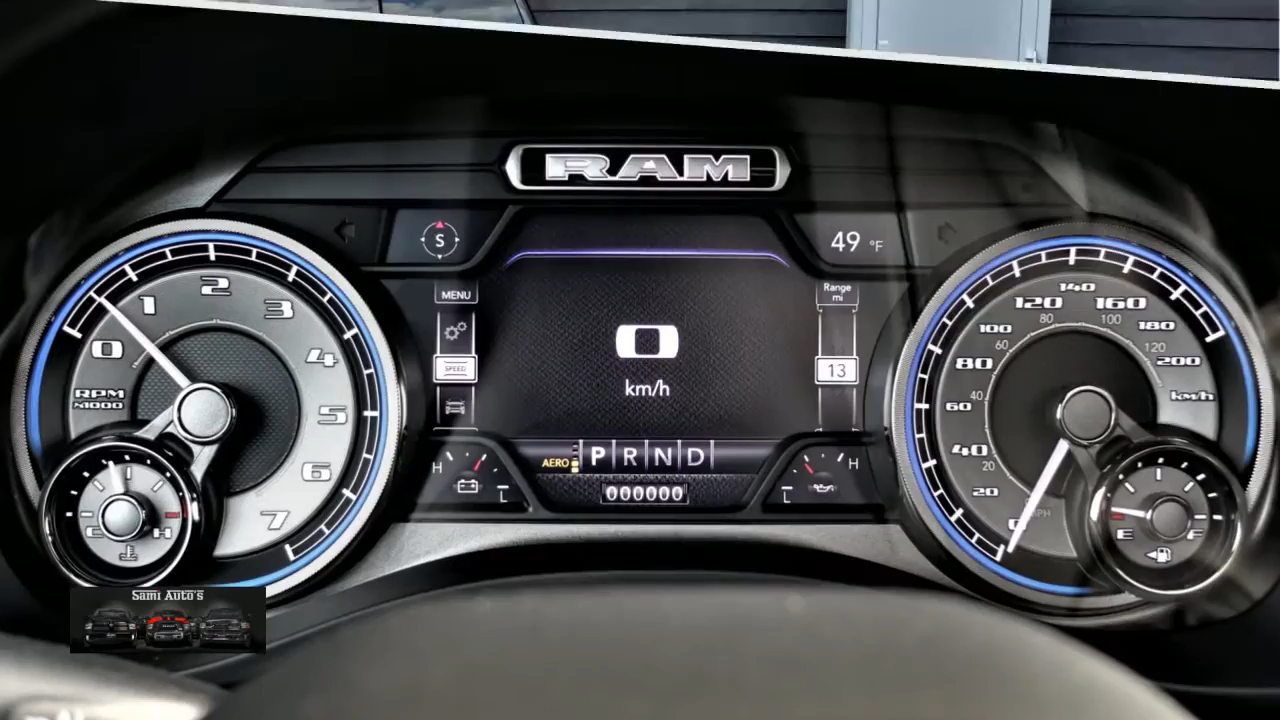 RAM
S
49 °F
MENU
SPEED
0
km/h
Range
mi
13
AERO P R N D
000000
H
L
H
L
0
1
2
3
4
5
6
7
RPM
X1000
C H
0
20
40
60
80
100
120
140
160
180
200
km/h
20
40
60
80
100
120
MPH
E F
Sami Auto's